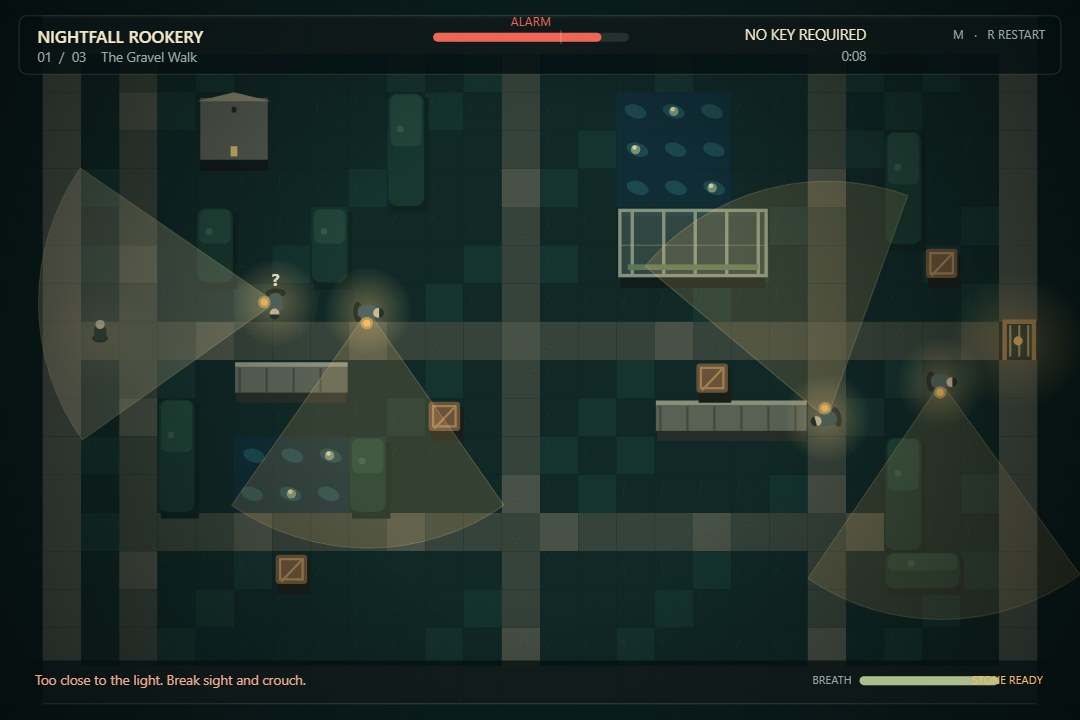 ALARM
NIGHTFALL ROOKERY
NO KEY REQUIRED
M · R RESTART
01 / 03 The Gravel Walk
0:08
?
Too close to the light. Break sight and crouch.
BREATH
STONE READY